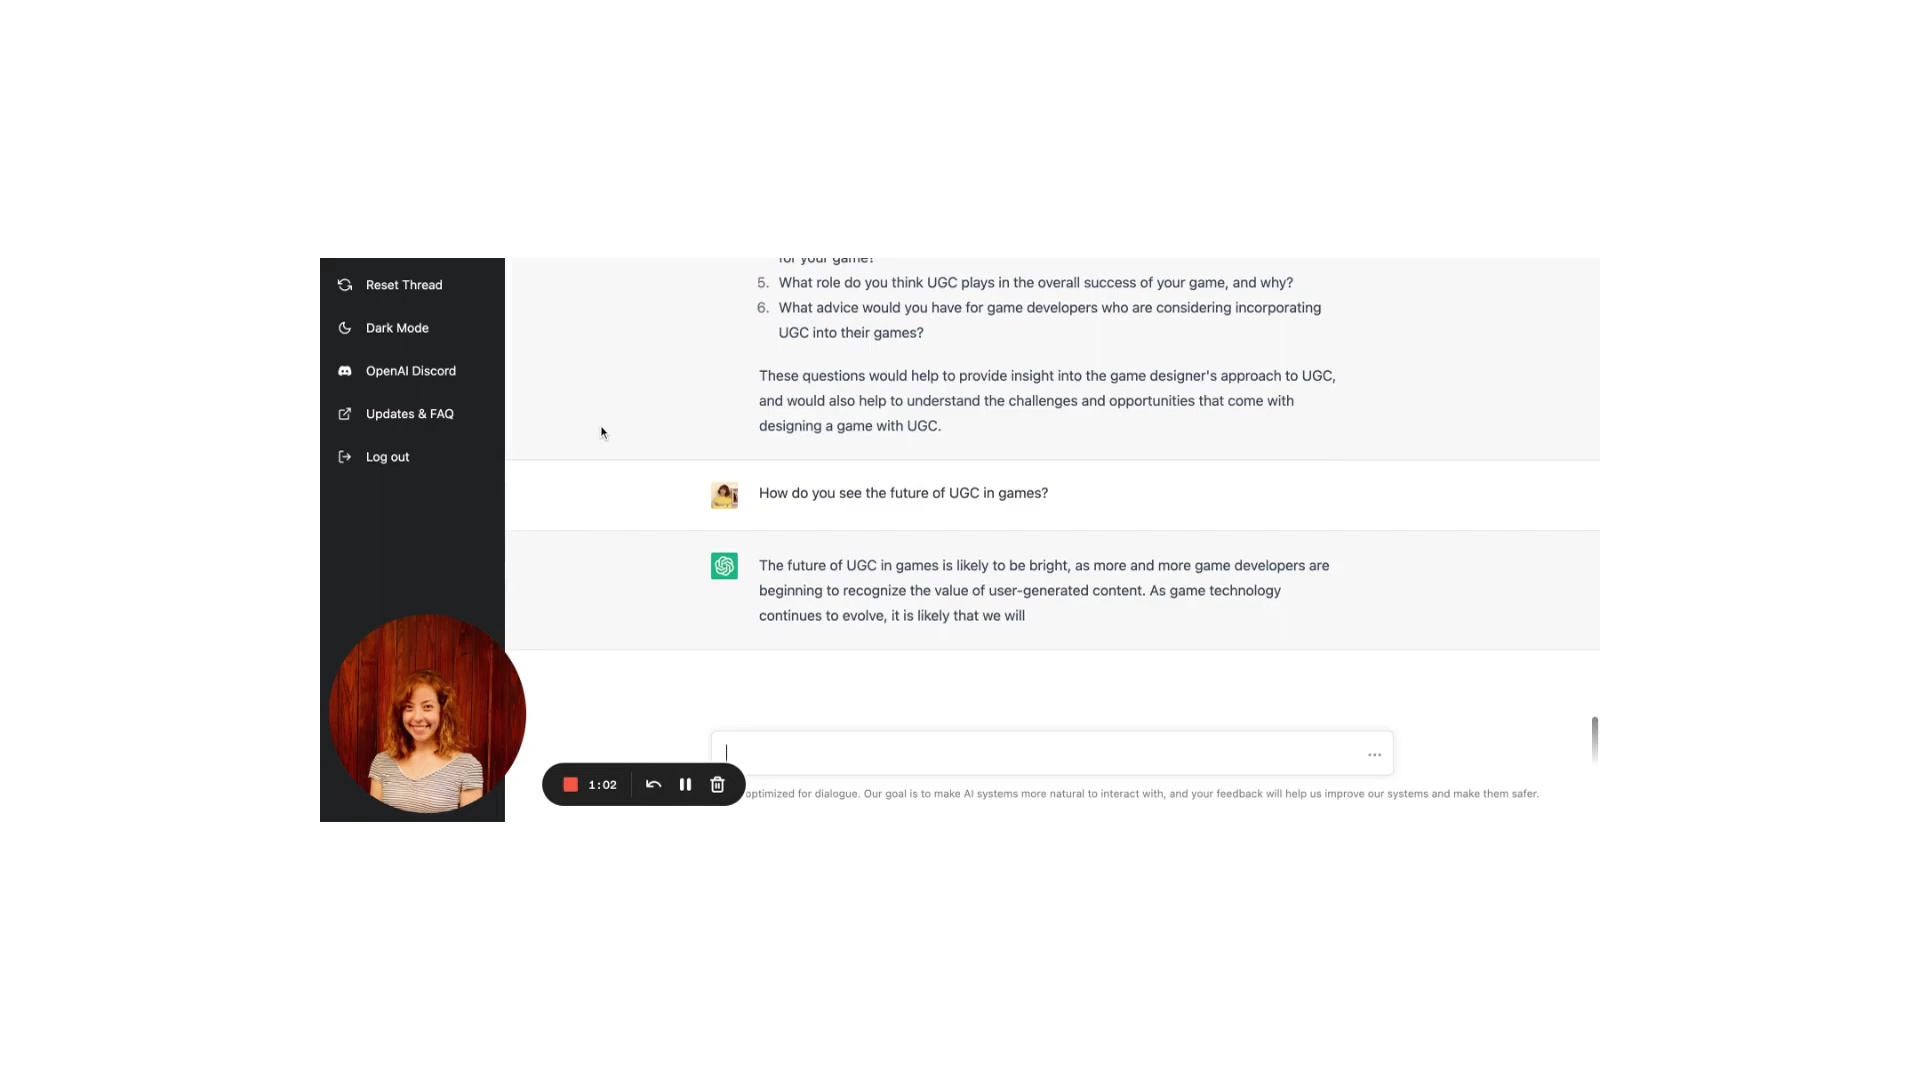 Reset Thread
Dark Mode
OpenAI Discord
Updates & FAQ
Log out
for your game?
5. What role do you think UGC plays in the overall success of your game, and why?
6. What advice would you have for game developers who are considering incorporating
UGC into their games?
These questions would help to provide insight into the game designer's approach to UGC,
and would also help to understand the challenges and opportunities that come with
designing a game with UGC.
How do you see the future of UGC in games?
The future of UGC in games is likely to be bright, as more and more game developers are
beginning to recognize the value of user-generated content. As game technology
continues to evolve, it is likely that we will
1:02
optimized for dialogue. Our goal is to make AI systems more natural to interact with, and your feedback will help us improve our systems and make them safer.